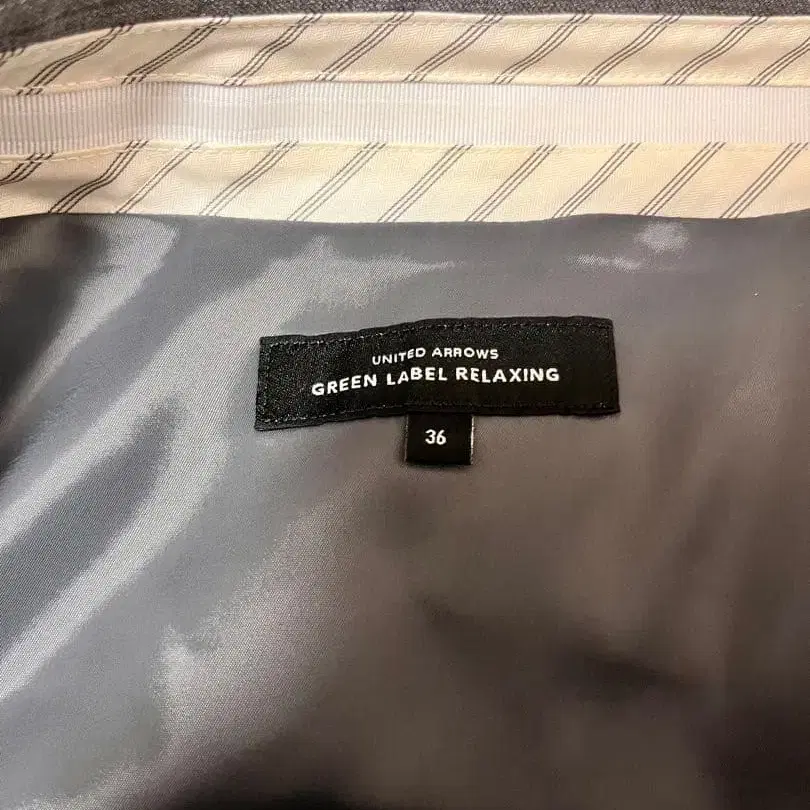 UNITED ARROWS
GREEN LABEL RELAXING
36